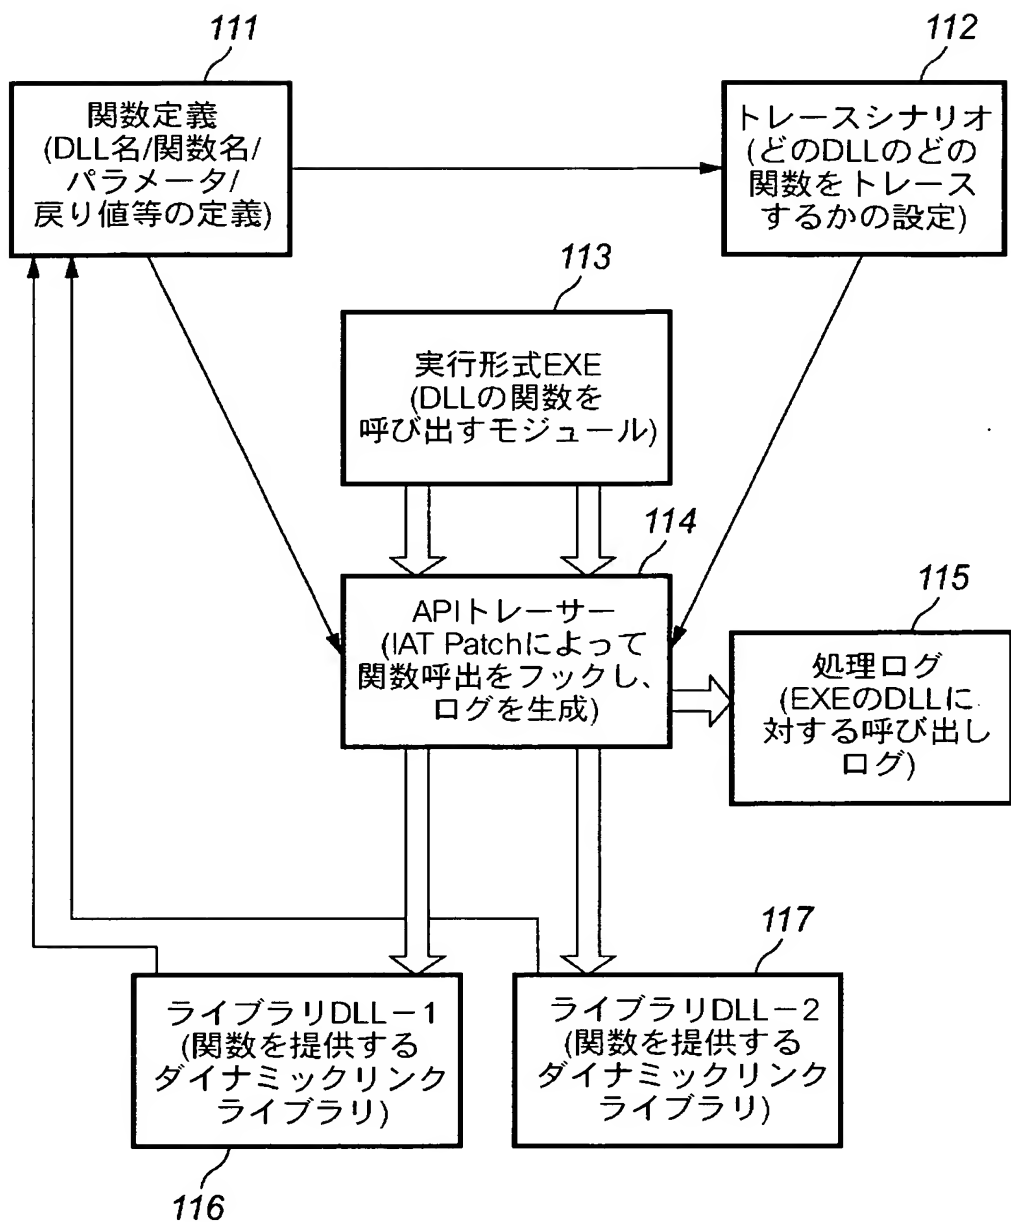 111
関数定義
(DLL名/関数名/
パラメータ/
戻り値等の定義)
112
トレースシナリオ
(どのDLLのどの
関数をトレース
するかの設定)
113
実行形式EXE
(DLLの関数を
呼び出すモジュール)
114
APIトレーサー
(IAT Patchによって
関数呼出をフックし、
ログを生成)
115
処理ログ
(EXEのDLLに
対する呼び出し
ログ)
ライブラリDLL－1
(関数を提供する
ダイナミックリンク
ライブラリ)
116
117
ライブラリDLL－2
(関数を提供する
ダイナミックリンク
ライブラリ)